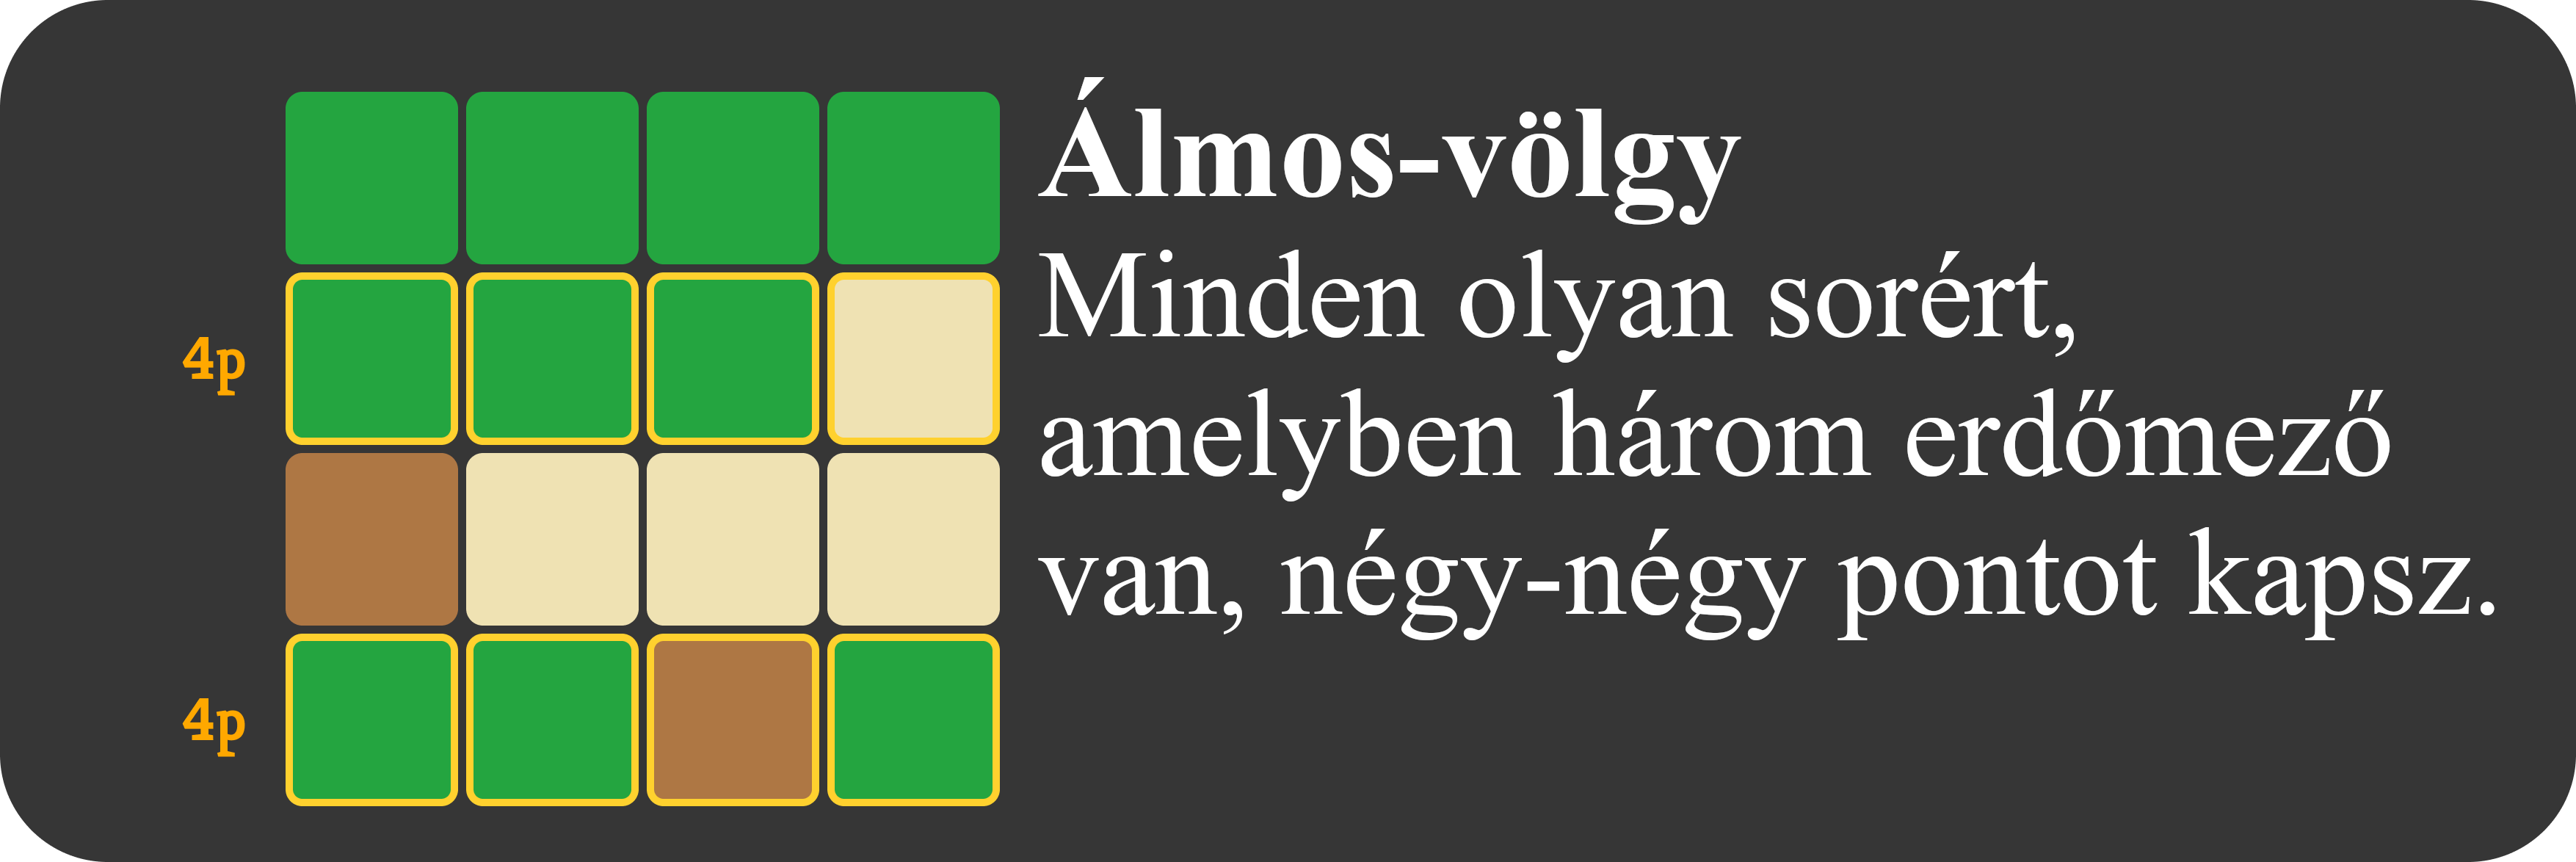 Álmos-völgy
Minden olyan sorért,
4p
amelyben három erdőmező
van, négy-négy pontot kapsz.
4p